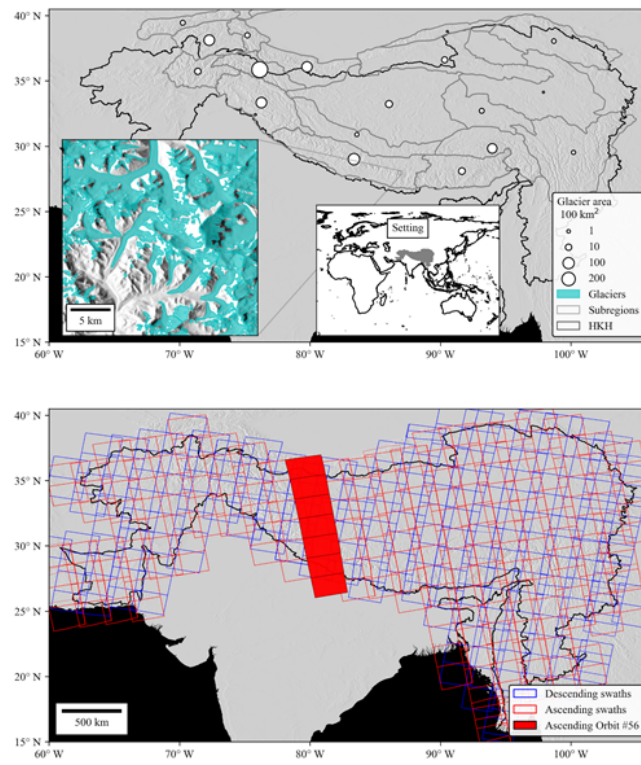 40° N
35° N
30° N
25° N
20° N
15° N
5 km
Setting
Glacier area
100 km²
1
10
100
200
Glaciers
Subregions
HKH
60° W 70° W 80° W 90° W 100° W
40° N
35° N
30° N
25° N
20° N
15° N
500 km
Descending swaths
Ascending swaths
Ascending Orbit #56
60° W 70° W 80° W 90° W 100° W